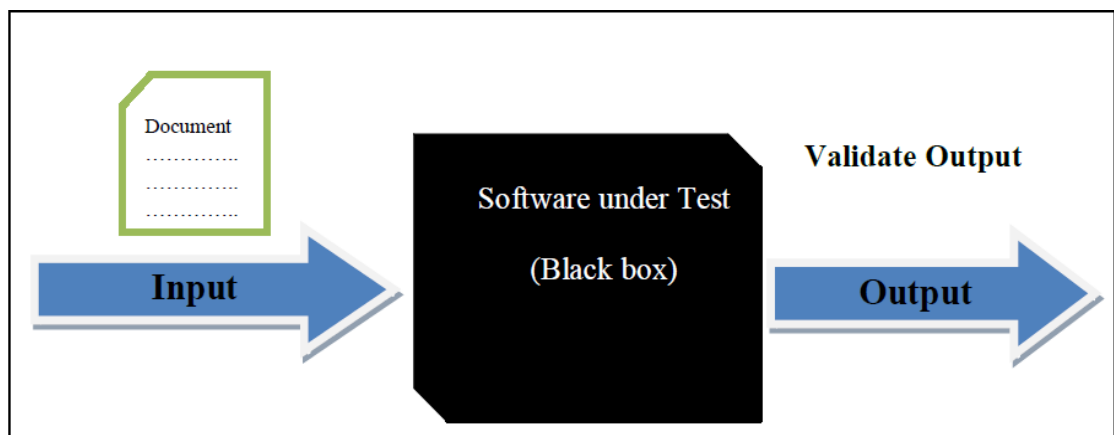 Document
…………..
…………..
…………..
Input
Software under Test
(Black box)
Validate Output
Output